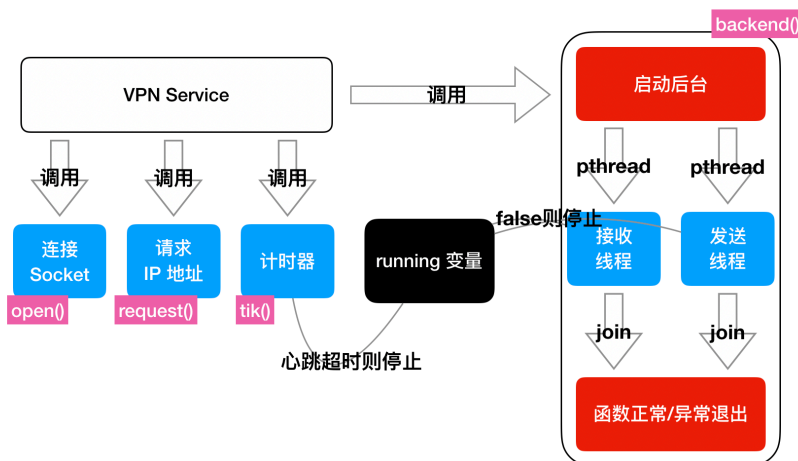 backend()
VPN Service
调用
启动后台
调用
调用
调用
pthread
pthread
false则停止
连接
Socket
请求
IP 地址
计时器
running 变量
接收
线程
发送
线程
open()
request()
tik()
join
join
心跳超时则停止
函数正常/异常退出